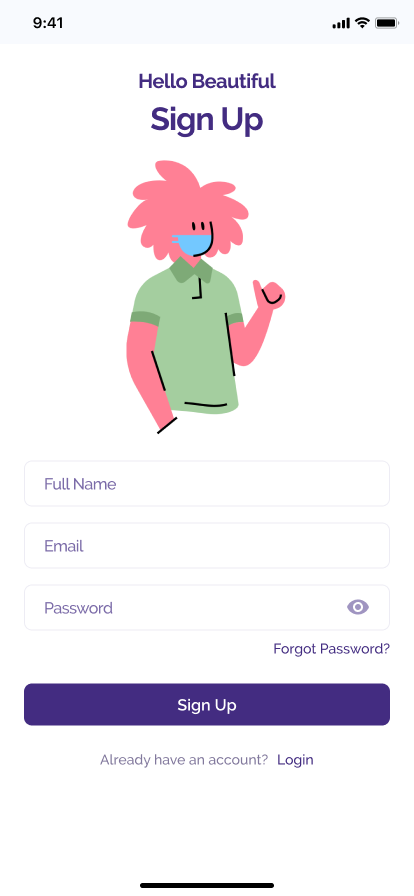 9:41
Hello Beautiful
Sign Up
Full Name
Email
Password
Forgot Password?
Sign Up
Already have an account? Login